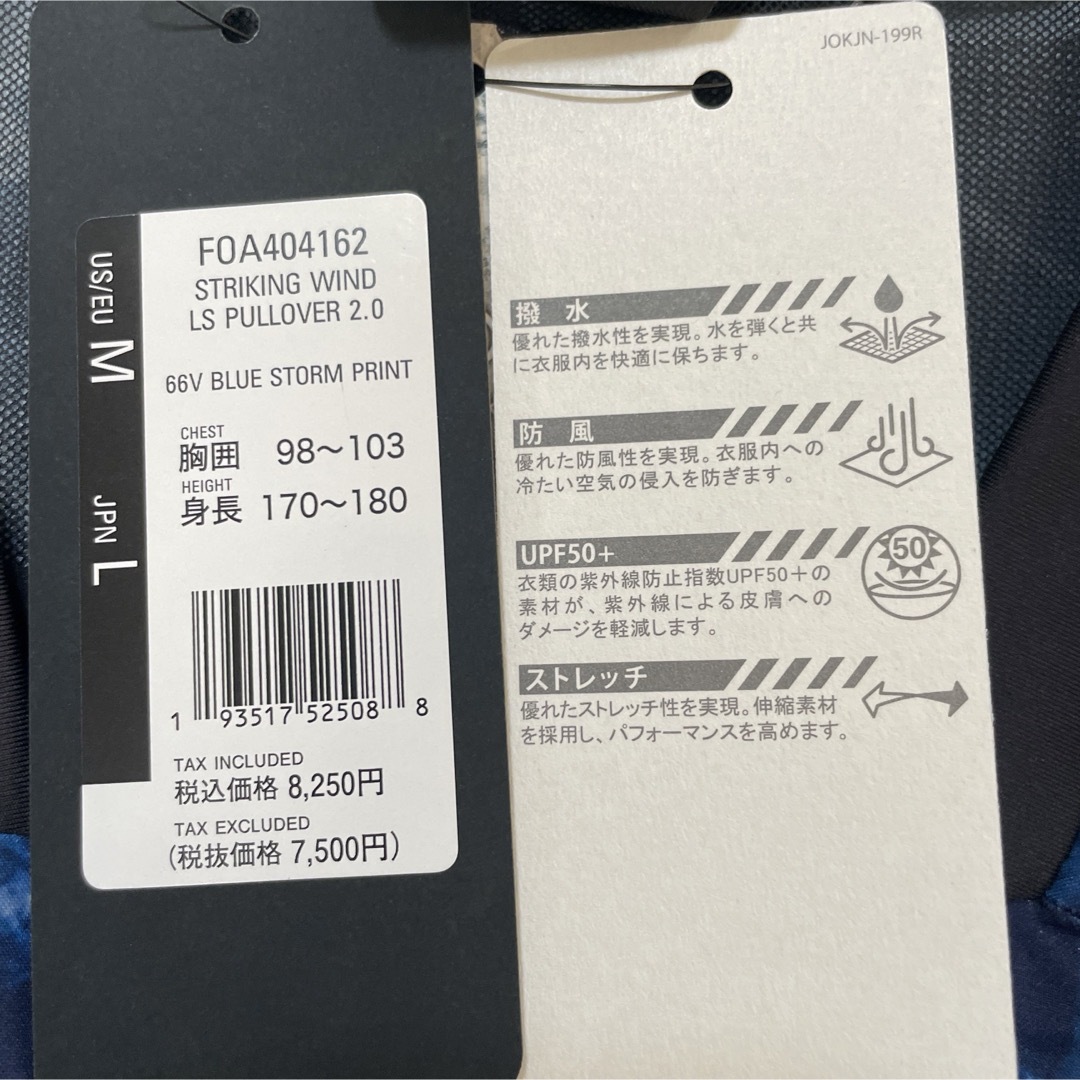 US/EU M
JPN L
FOA404162
STRIKING WIND
LS PULLOVER 2.0
66V BLUE STORM PRINT
CHEST
胸囲 98～103
HEIGHT
身長 170～180
1 93517 52508 8
TAX INCLUDED
税込価格 8,250円
TAX EXCLUDED
(税抜価格 7,500円)
JOKJN-199R
撥水
優れた撥水性を実現。水を弾くと共
に衣服内を快適に保ちます。
防風
優れた防風性を実現。衣服内への
冷たい空気の侵入を防ぎます。
UPF50+
50
衣類の紫外線防止指数UPF50＋の
素材が、紫外線による皮膚への
ダメージを軽減します。
ストレッチ
優れたストレッチ性を実現。伸縮素材
を採用し、パフォーマンスを高めます。